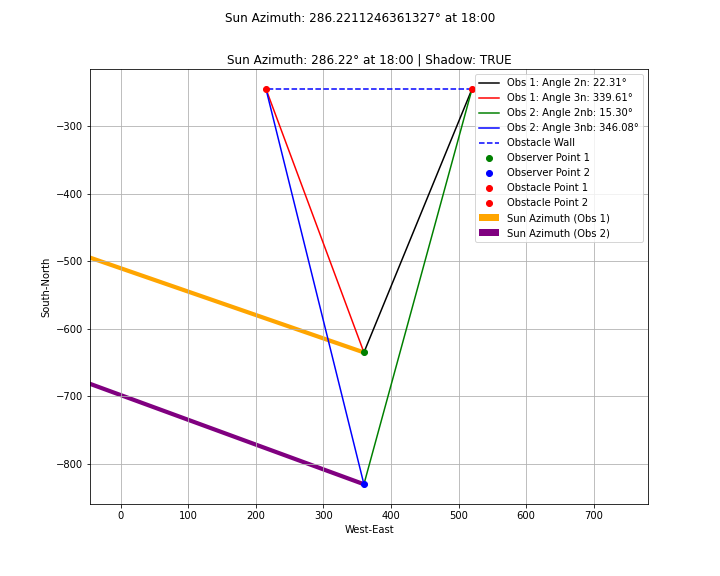 Sun Azimuth: 286.2211246361327° at 18:00
Sun Azimuth: 286.22° at 18:00 | Shadow: TRUE
Obs 1: Angle 2n: 22.31°
Obs 1: Angle 3n: 339.61°
Obs 2: Angle 2nb: 15.30°
Obs 2: Angle 3nb: 346.08°
Obstacle Wall
Observer Point 1
Observer Point 2
Obstacle Point 1
Obstacle Point 2
Sun Azimuth (Obs 1)
Sun Azimuth (Obs 2)
South-North
−300
−400
−500
−600
−700
−800
0 100 200 300 400 500 600 700
West-East